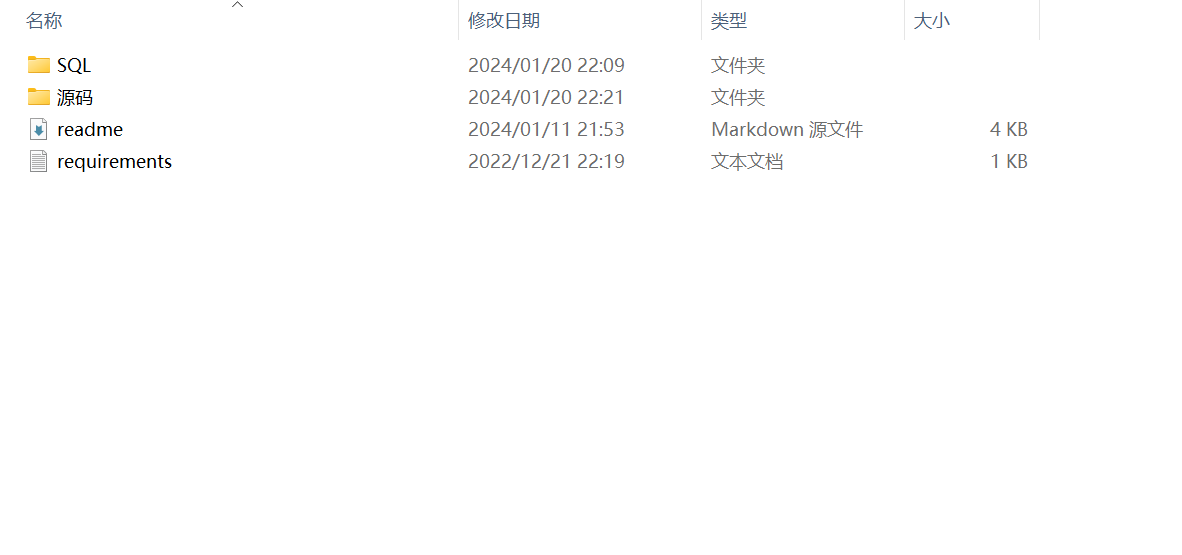 名称 修改日期 类型 大小
SQL 2024/01/20 22:09 文件夹
源码 2024/01/20 22:21 文件夹
readme 2024/01/11 21:53 Markdown 源文件 4 KB
requirements 2022/12/21 22:19 文本文档 1 KB